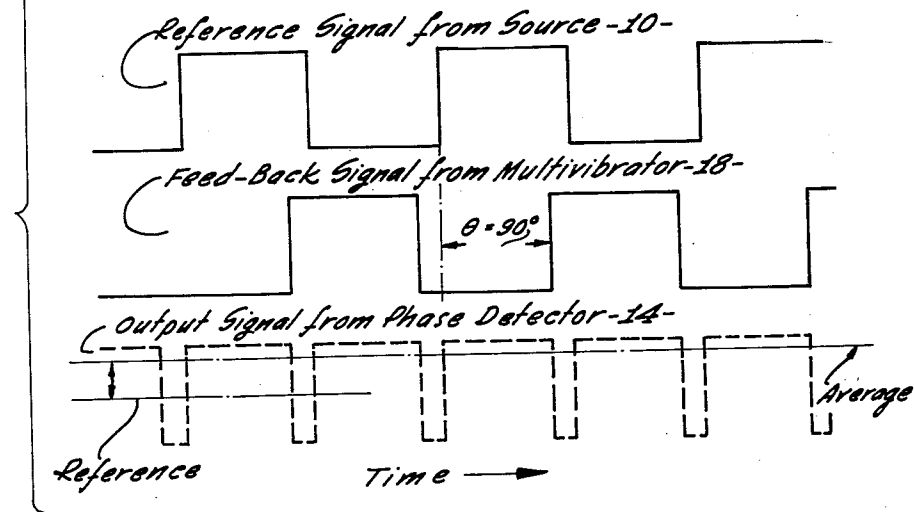 Reference Signal from Source-10-
Feed-Back Signal from Multivibrator-18-
θ = 90°
Output Signal from Phase Detector-14-
Average
Reference
Time